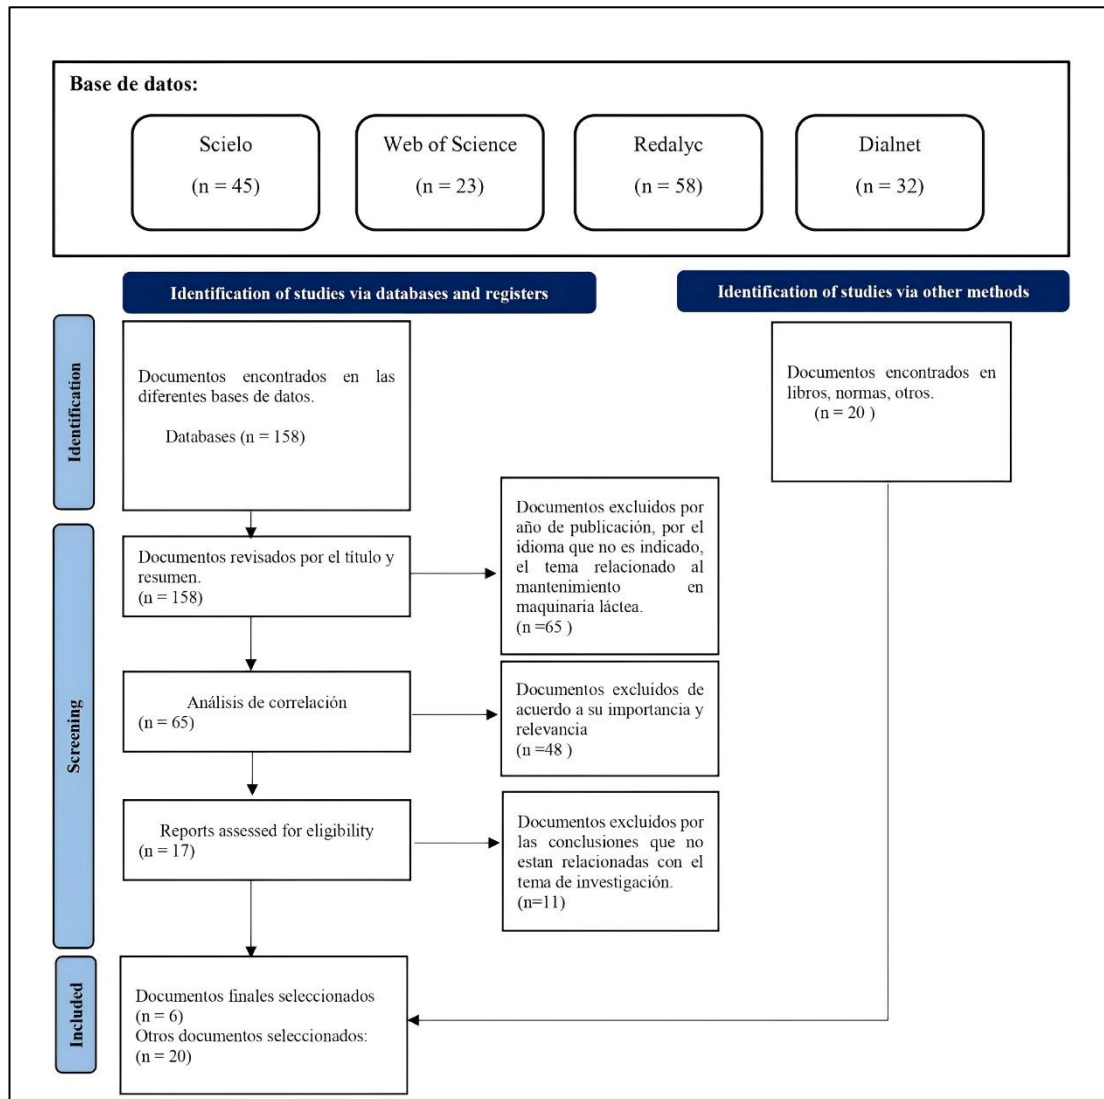 Base de datos:
Scielo
(n = 45)
Web of Science
(n = 23)
Redalyc
(n = 58)
Dialnet
(n = 32)
Identification of studies via databases and registers
Identification of studies via other methods
Identification
Documentos encontrados en las
diferentes bases de datos.
Databases (n = 158)
Documentos encontrados en
libros, normas, otros.
(n = 20 )
Screening
Documentos revisados por el título y
resumen.
(n = 158)
Documentos excluidos por
año de publicación, por el
idioma que no es indicado,
el tema relacionado al
mantenimiento en
maquinaria láctea.
(n =65 )
Análisis de correlación
(n = 65)
Documentos excluidos de
acuerdo a su importancia y
relevancia
(n =48 )
Reports assessed for eligibility
(n = 17)
Documentos excluidos por
las conclusiones que no
estan relacionadas con el
tema de investigación.
(n=11)
Included
Documentos finales seleccionados
(n = 6)
Otros documentos seleccionados:
(n = 20)